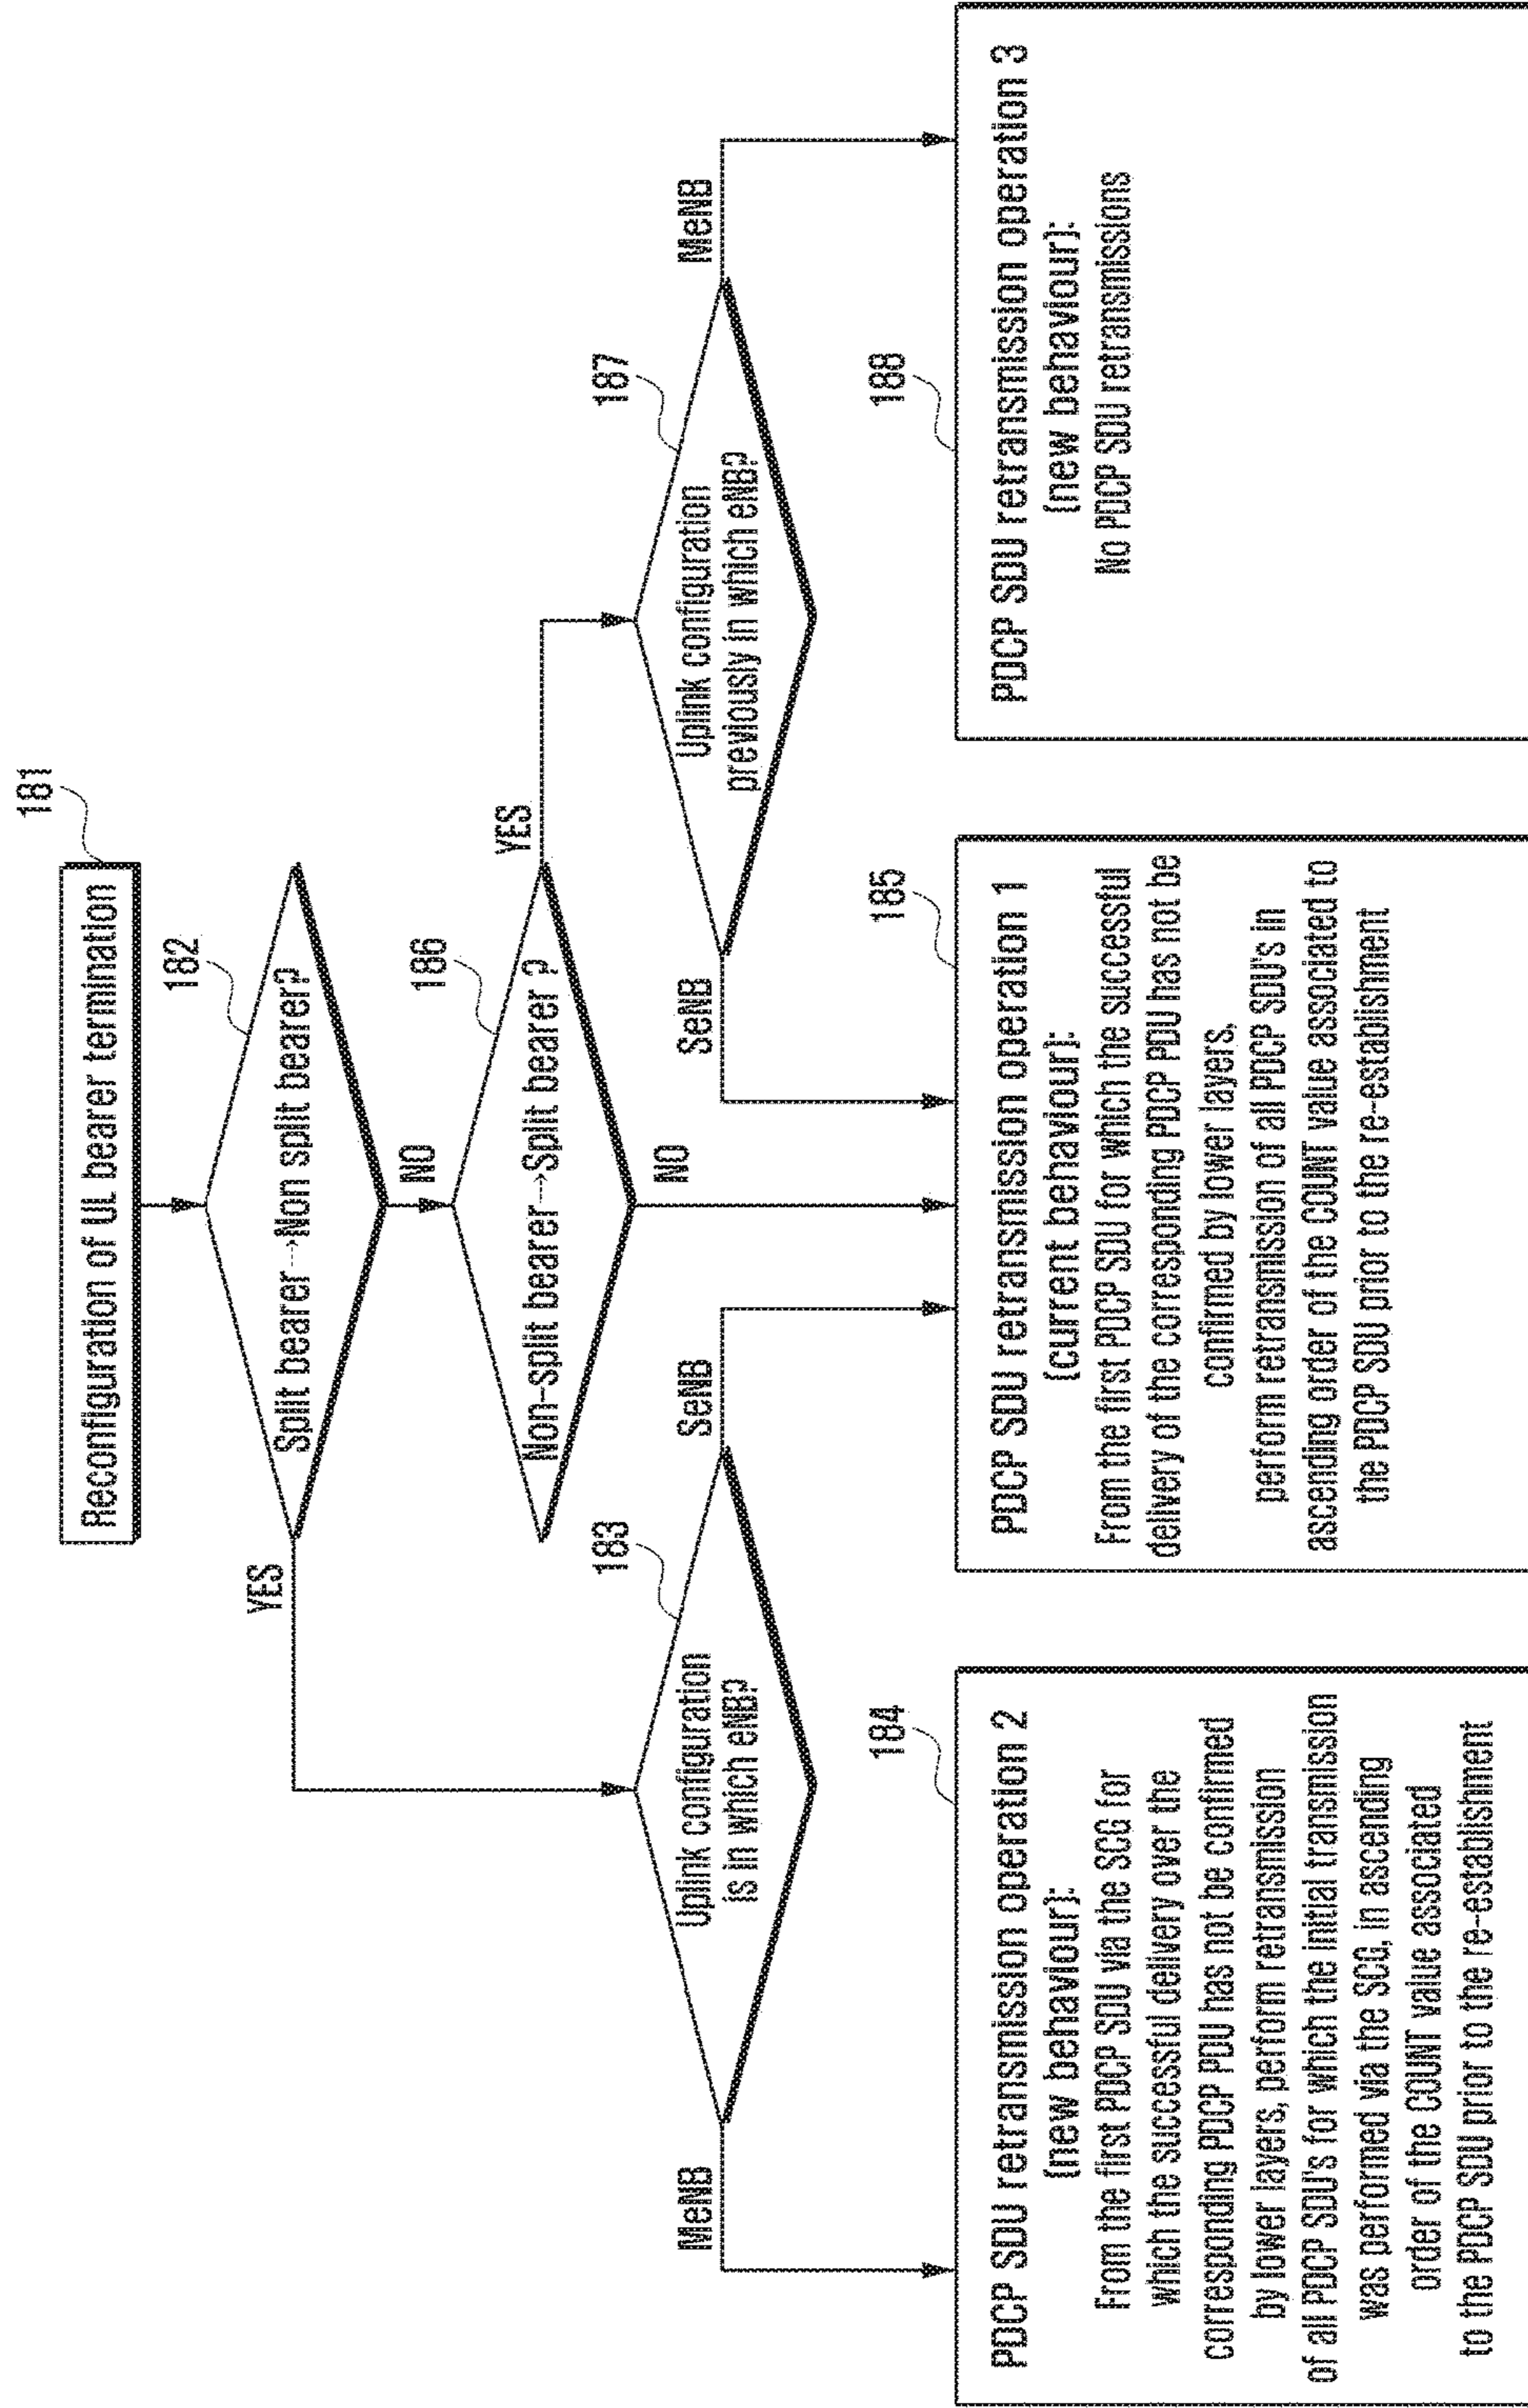 181
Reconfiguration of UL bearer termination
182
Split bearer→Non split bearer?
YES
NO
186
Non-split bearer→Split bearer ?
YES
NO
183
Uplink configuration
is in which eNB?
MeNB
SeNB
187
Uplink configuration
previously in which eNB?
SeNB
MeNB
184
PDCP SDU retransmission operation 2
(new behaviour):
From the first PDCP SDU via the SCG for
which the successful delivery over the
corresponding PDCP PDU has not be confirmed
by lower layers, perform retransmission
of all PDCP SDU's for which the initial transmission
was performed via the SCG, in ascending
order of the COUNT value associated
to the PDCP SDU prior to the re-establishment
185
PDCP SDU retransmission operation 1
(current behaviour):
From the first PDCP SDU for which the successful
delivery of the corresponding PDCP PDU has not be
confirmed by lower layers,
perform retransmission of all PDCP SDU's in
ascending order of the COUNT value associated to
the PDCP SDU prior to the re-establishment
188
PDCP SDU retransmission operation 3
(new behaviour):
No PDCP SDU retransmissions